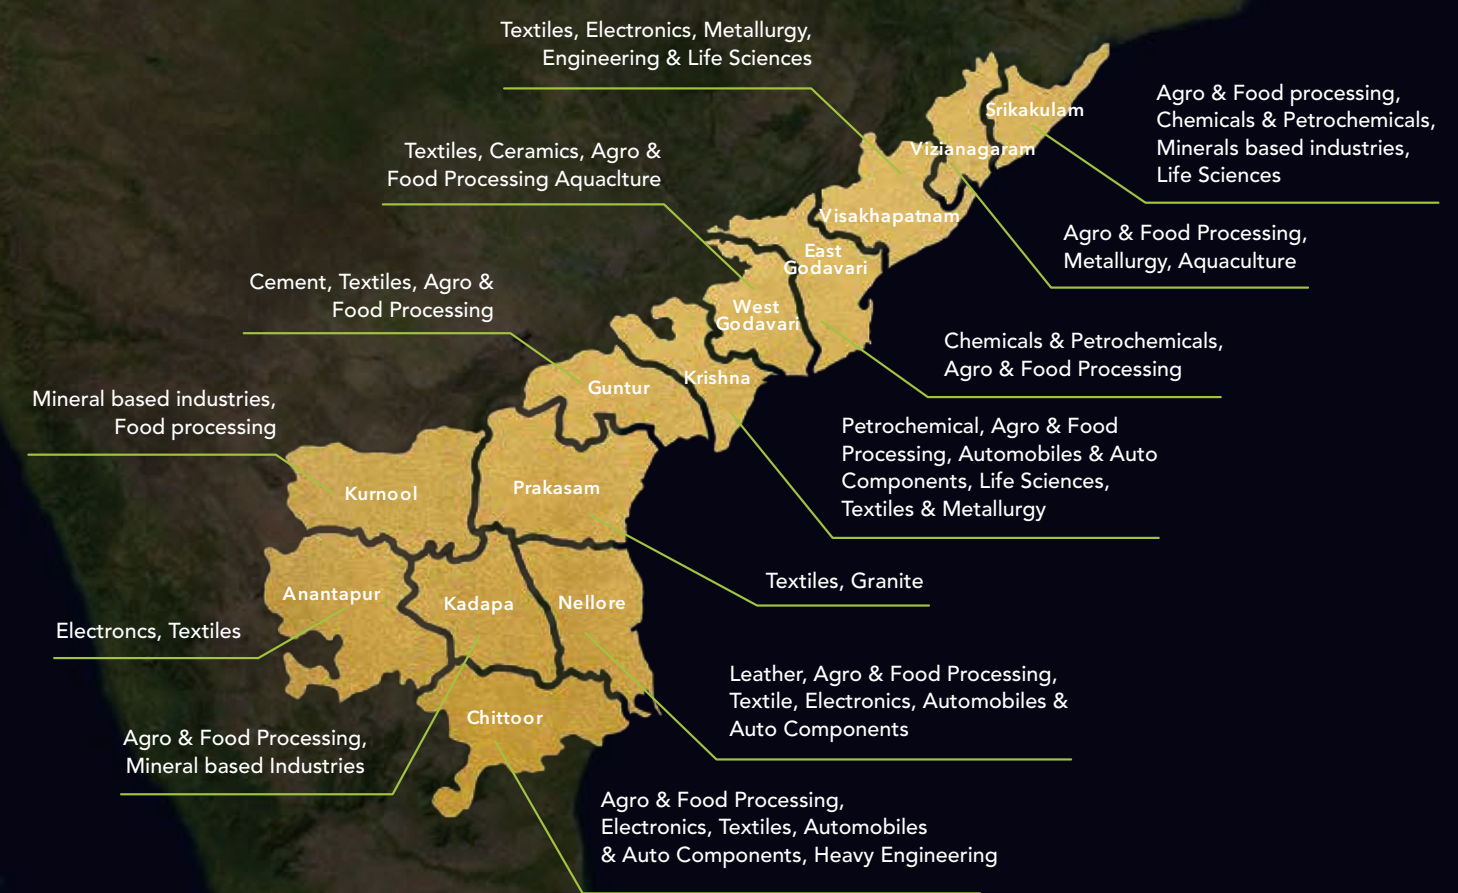 Textiles, Electronics, Metallurgy,
Engineering & Life Sciences
Agro & Food processing,
Chemicals & Petrochemicals,
Minerals based industries,
Life Sciences
Textiles, Ceramics, Agro &
Food Processing Aquaclture
Agro & Food Processing,
Metallurgy, Aquaculture
Cement, Textiles, Agro &
Food Processing
Chemicals & Petrochemicals,
Agro & Food Processing
Mineral based industries,
Food processing
Petrochemical, Agro & Food
Processing, Automobiles & Auto
Components, Life Sciences,
Textiles & Metallurgy
Textiles, Granite
Electroncs, Textiles
Leather, Agro & Food Processing,
Textile, Electronics, Automobiles &
Auto Components
Agro & Food Processing,
Mineral based Industries
Agro & Food Processing,
Electronics, Textiles, Automobiles
& Auto Components, Heavy Engineering
Srikakulam
Vizianagaram
Visakhapatnam
East
Godavari
West
Godavari
Krishna
Guntur
Prakasam
Kurnool
Anantapur
Kadapa
Nellore
Chittoor